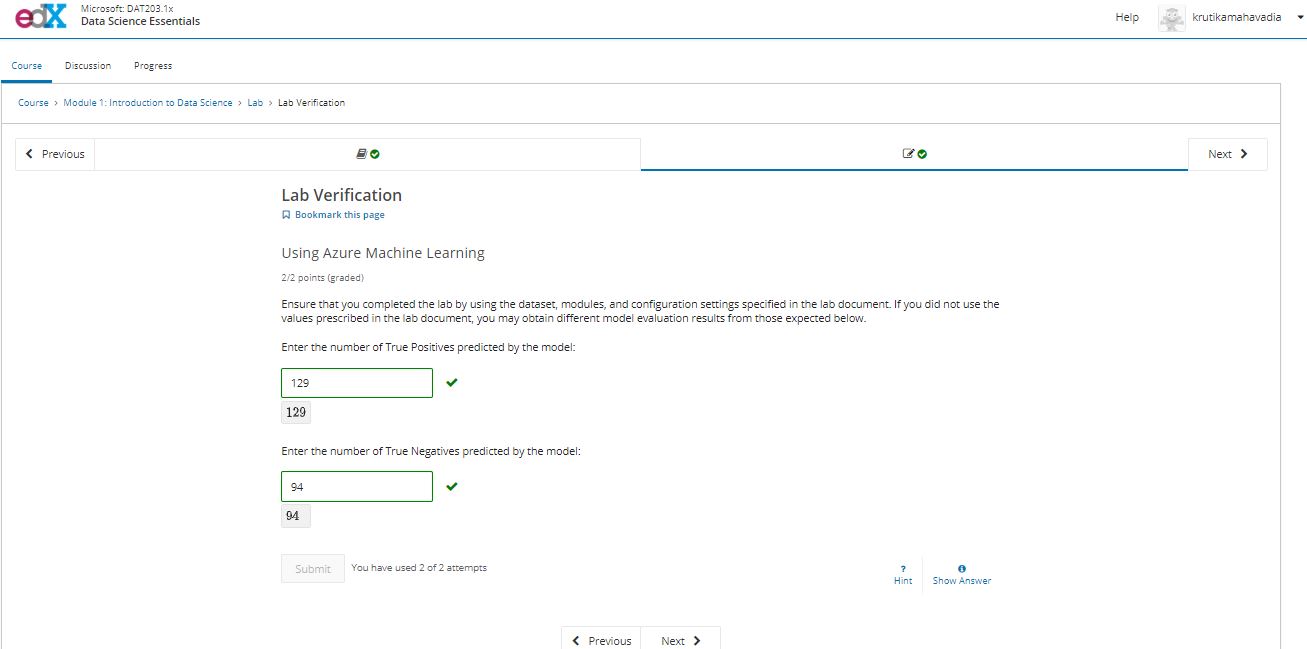 edX
Microsoft: DAT203.1x
Data Science Essentials
Help
krutikamahavadia
Course
Discussion
Progress
Course › Module 1: Introduction to Data Science › Lab › Lab Verification
Previous
Next
Lab Verification
Bookmark this page
Using Azure Machine Learning
2/2 points (graded)
Ensure that you completed the lab by using the dataset, modules, and configuration settings specified in the lab document. If you did not use the
values prescribed in the lab document, you may obtain different model evaluation results from those expected below.
Enter the number of True Positives predicted by the model:
129
129
Enter the number of True Negatives predicted by the model:
94
94
Submit
You have used 2 of 2 attempts
?
Hint
Show Answer
Previous
Next